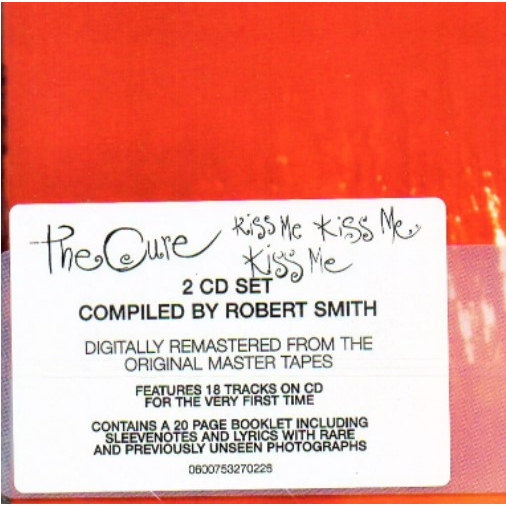 the Cure Kiss Me Kiss Me
Kiss Me
2 CD SET
COMPILED BY ROBERT SMITH
DIGITALLY REMASTERED FROM THE
ORIGINAL MASTER TAPES
FEATURES 18 TRACKS ON CD
FOR THE VERY FIRST TIME
CONTAINS A 20 PAGE BOOKLET INCLUDING
SLEEVENOTES AND LYRICS WITH RARE
AND PREVIOUSLY UNSEEN PHOTOGRAPHS
0600753270226